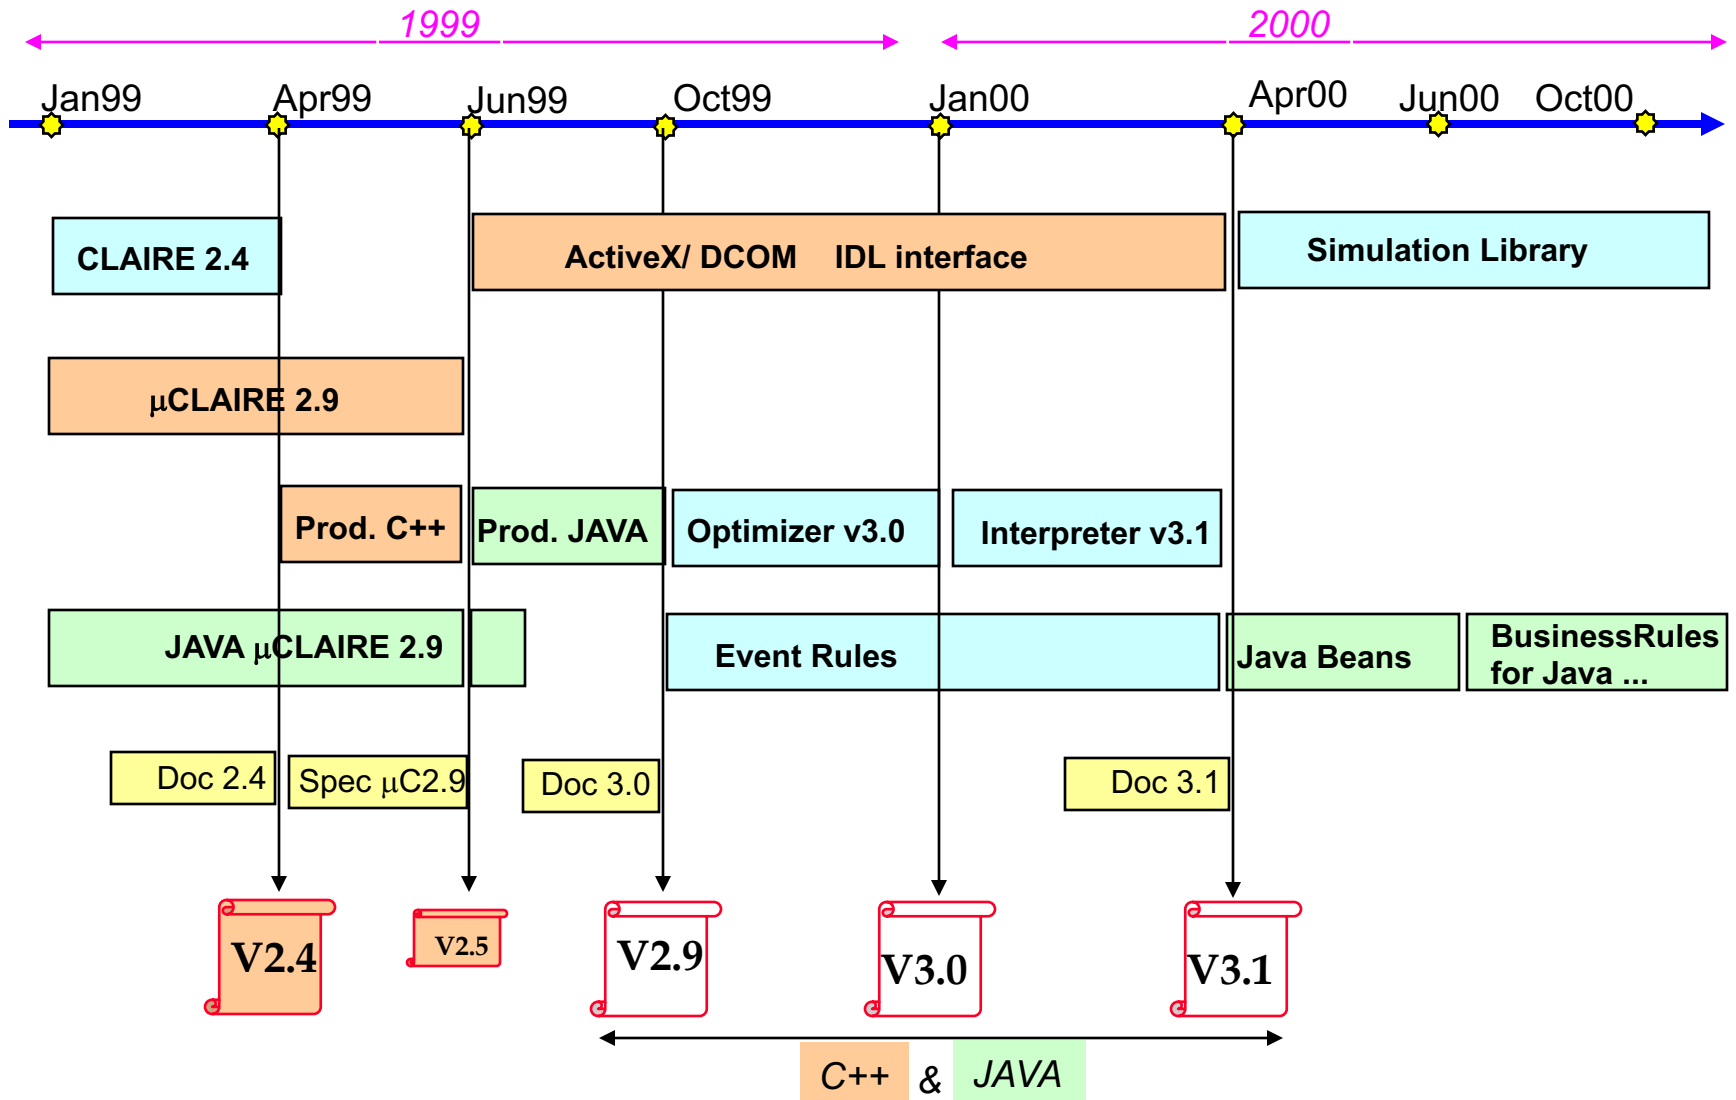 1999
2000
Jan99
Apr99
Jun99
Oct99
Jan00
Apr00
Jun00
Oct00
CLAIRE 2.4
ActiveX/ DCOM IDL interface
Simulation Library
μCLAIRE 2.9
Prod. C++
Prod. JAVA
Optimizer v3.0
Interpreter v3.1
JAVA μCLAIRE 2.9
Event Rules
Java Beans
BusinessRules
for Java ...
Doc 2.4
Spec μC2.9
Doc 3.0
Doc 3.1
V2.4
V2.5
V2.9
V3.0
V3.1
C++ & JAVA